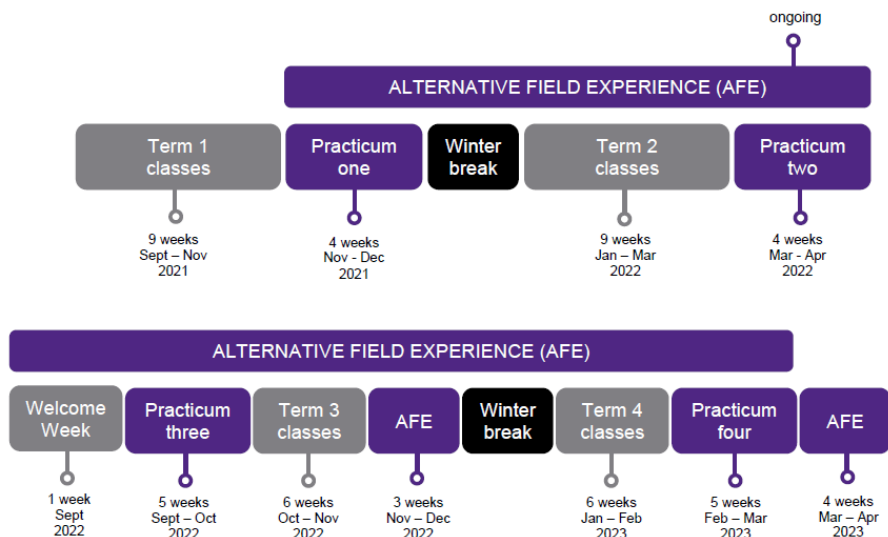 ongoing
ALTERNATIVE FIELD EXPERIENCE (AFE)
Term 1
classes
Practicum
one
Winter
break
Term 2
classes
Practicum
two
9 weeks
Sept – Nov
2021
4 weeks
Nov - Dec
2021
9 weeks
Jan – Mar
2022
4 weeks
Mar - Apr
2022
ALTERNATIVE FIELD EXPERIENCE (AFE)
Welcome
Week
Practicum
three
Term 3
classes
AFE
Winter
break
Term 4
classes
Practicum
four
AFE
1 week
Sept
2022
5 weeks
Sept – Oct
2022
6 weeks
Oct – Nov
2022
3 weeks
Nov – Dec
2022
6 weeks
Jan – Feb
2023
5 weeks
Feb – Mar
2023
4 weeks
Mar – Apr
2023